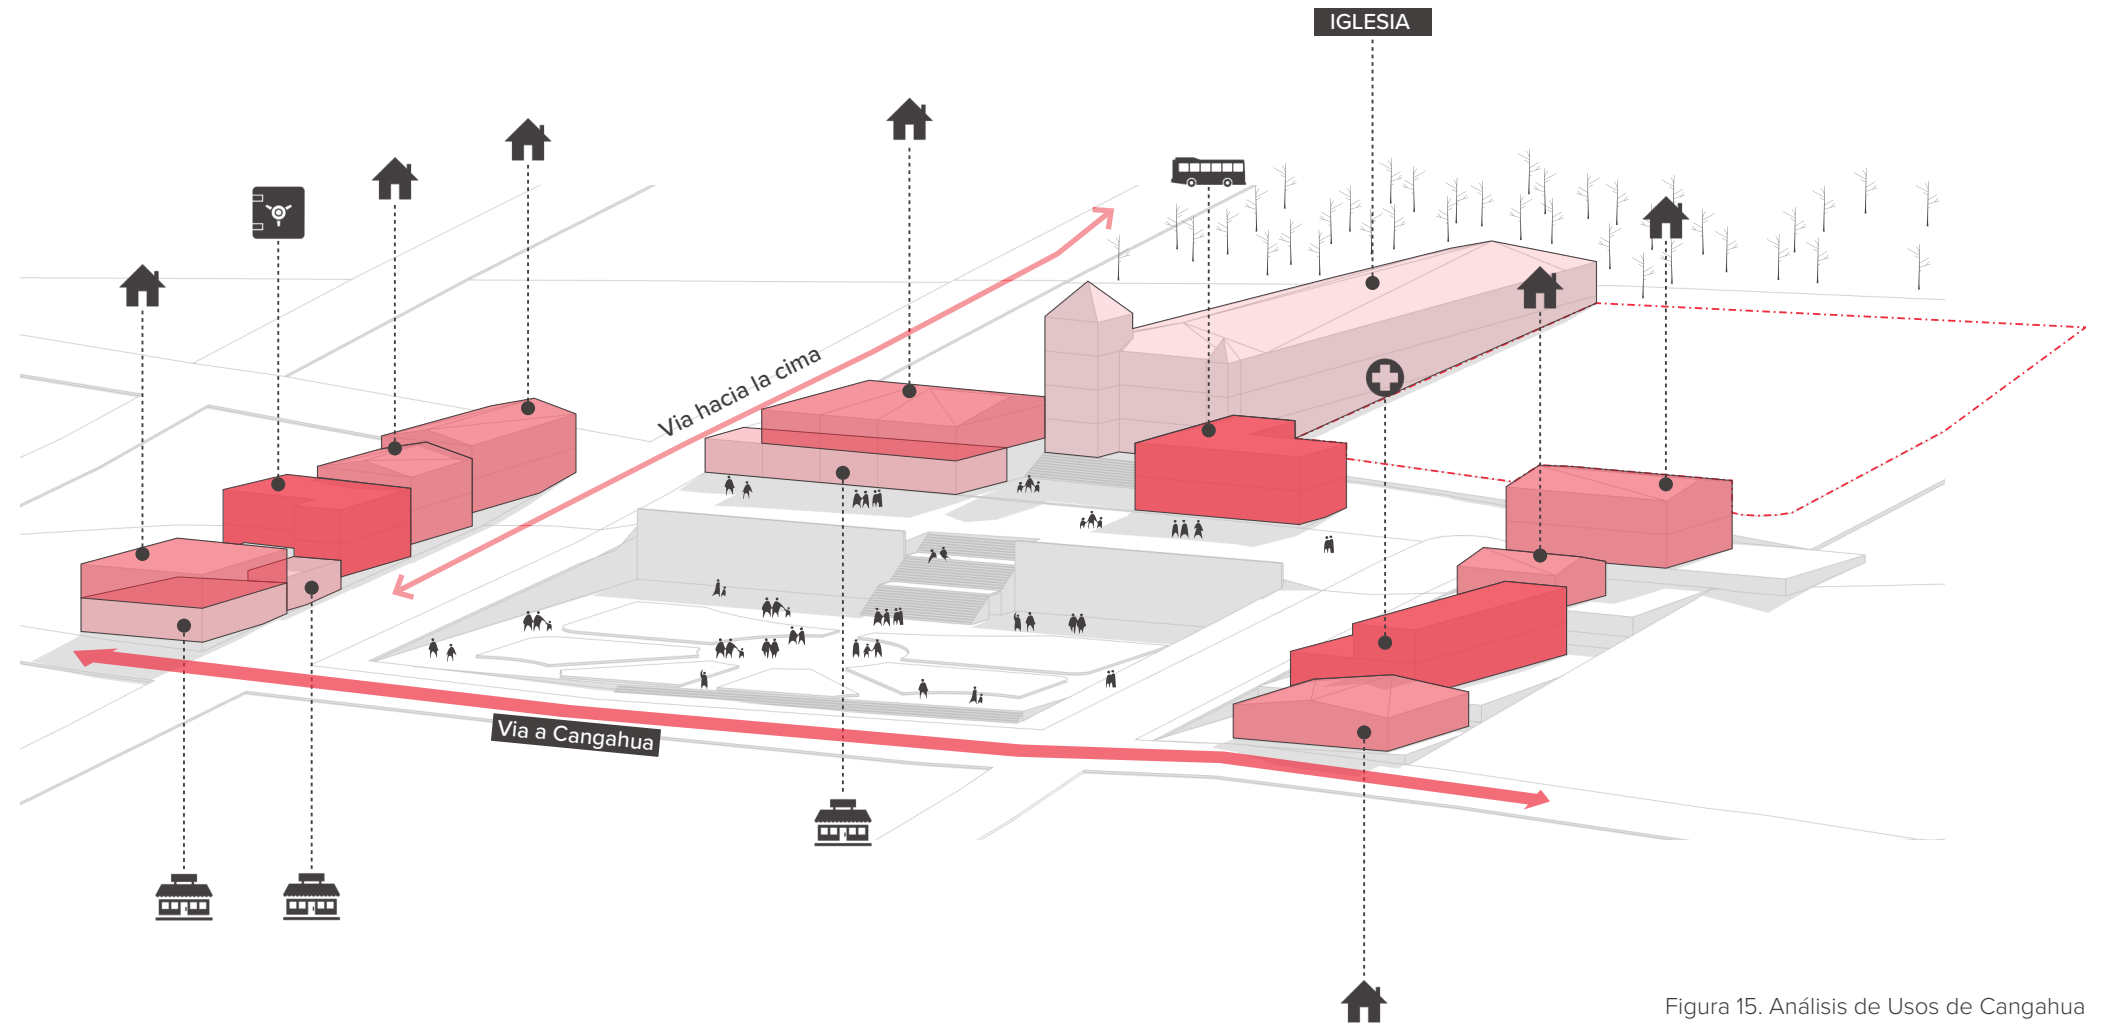 IGLESIA
Via hacia la cima
Via a Cangahua
Figura 15. Análisis de Usos de Cangahua